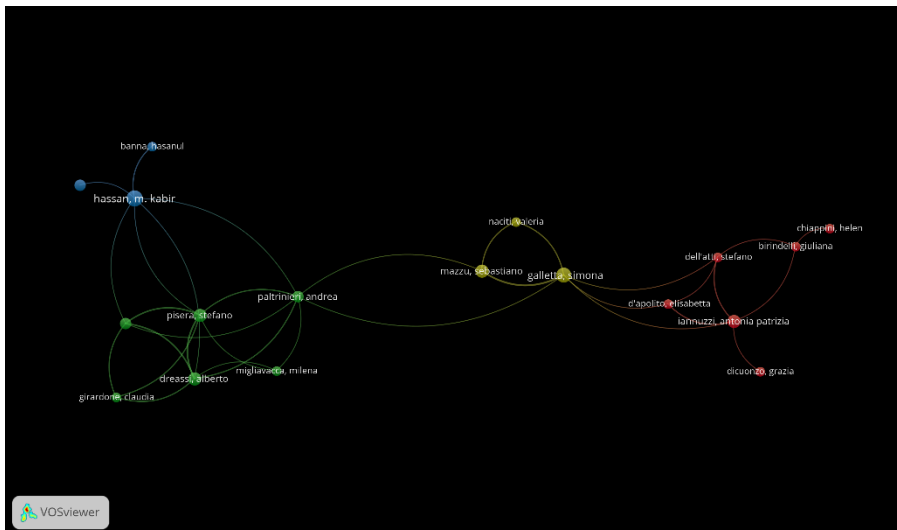 banna, hasanul
hassan, m. kabir
naciti, valeria
chiappini, helen
birindelli, giuliana
dell'atti, stefano
mazzu, sebastiano
galletta, simona
paltrinieri, andrea
d'apolito, elisabetta
pisera, stefano
iannuzzi, antonia patrizia
migliavacca, milena
dicuonzo, grazia
dreassi, alberto
girardone, claudia
VOSviewer